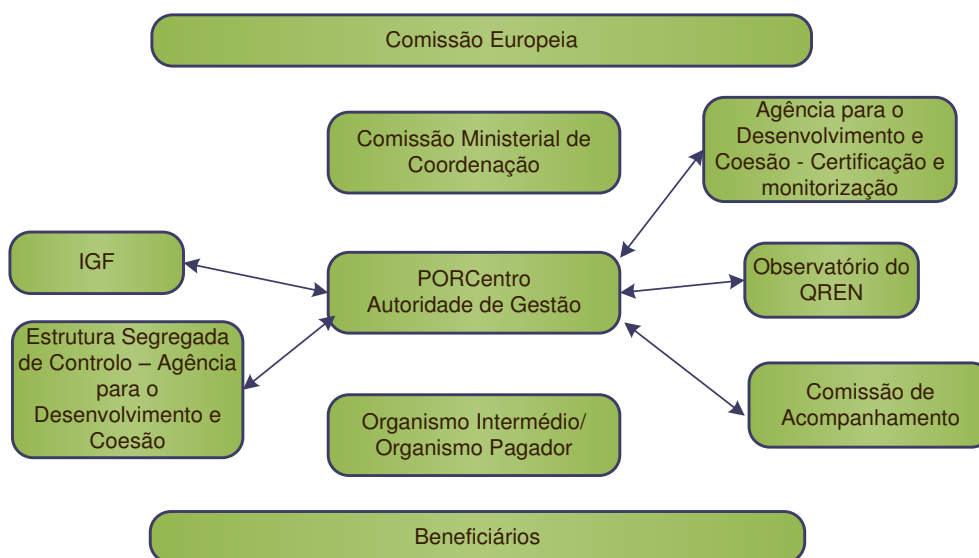 Comissão Europeia
Comissão Ministerial de
Coordenação
Agência para o
Desenvolvimento e
Coesão - Certificação e
monitorização
IGF
PORCentro
Autoridade de Gestão
Observatório do
QREN
Estrutura Segregada
de Controlo – Agência
para o
Desenvolvimento e
Coesão
Organismo Intermédio/
Organismo Pagador
Comissão de
Acompanhamento
Beneficiários